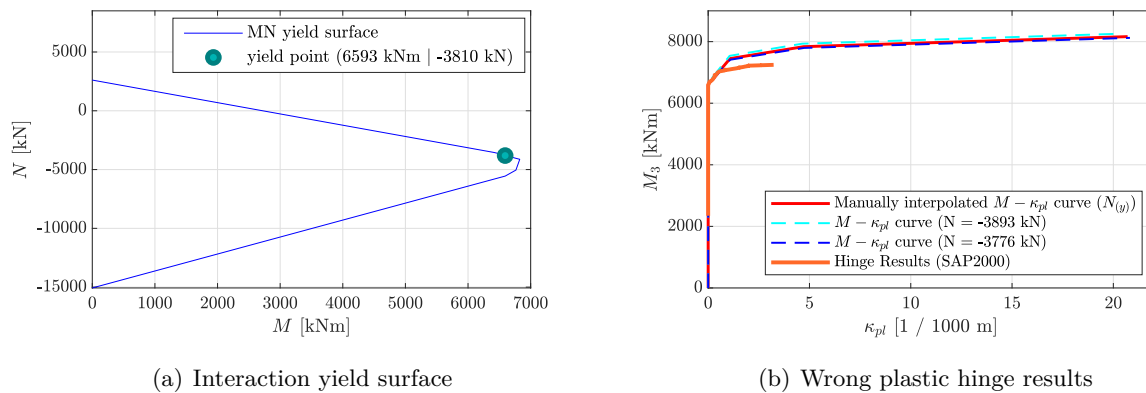 MN yield surface
yield point (6593 kNm | -3810 kN)
5000
0
-5000
-10000
-15000
N [kN]
0 1000 2000 3000 4000 5000 6000 7000
M [kNm]
(a) Interaction yield surface
8000
6000
4000
2000
0
M3 [kNm]
Manually interpolated M − κpl curve (N(y))
M − κpl curve (N = -3893 kN)
M − κpl curve (N = -3776 kN)
Hinge Results (SAP2000)
0 5 10 15 20
κpl [1 / 1000 m]
(b) Wrong plastic hinge results